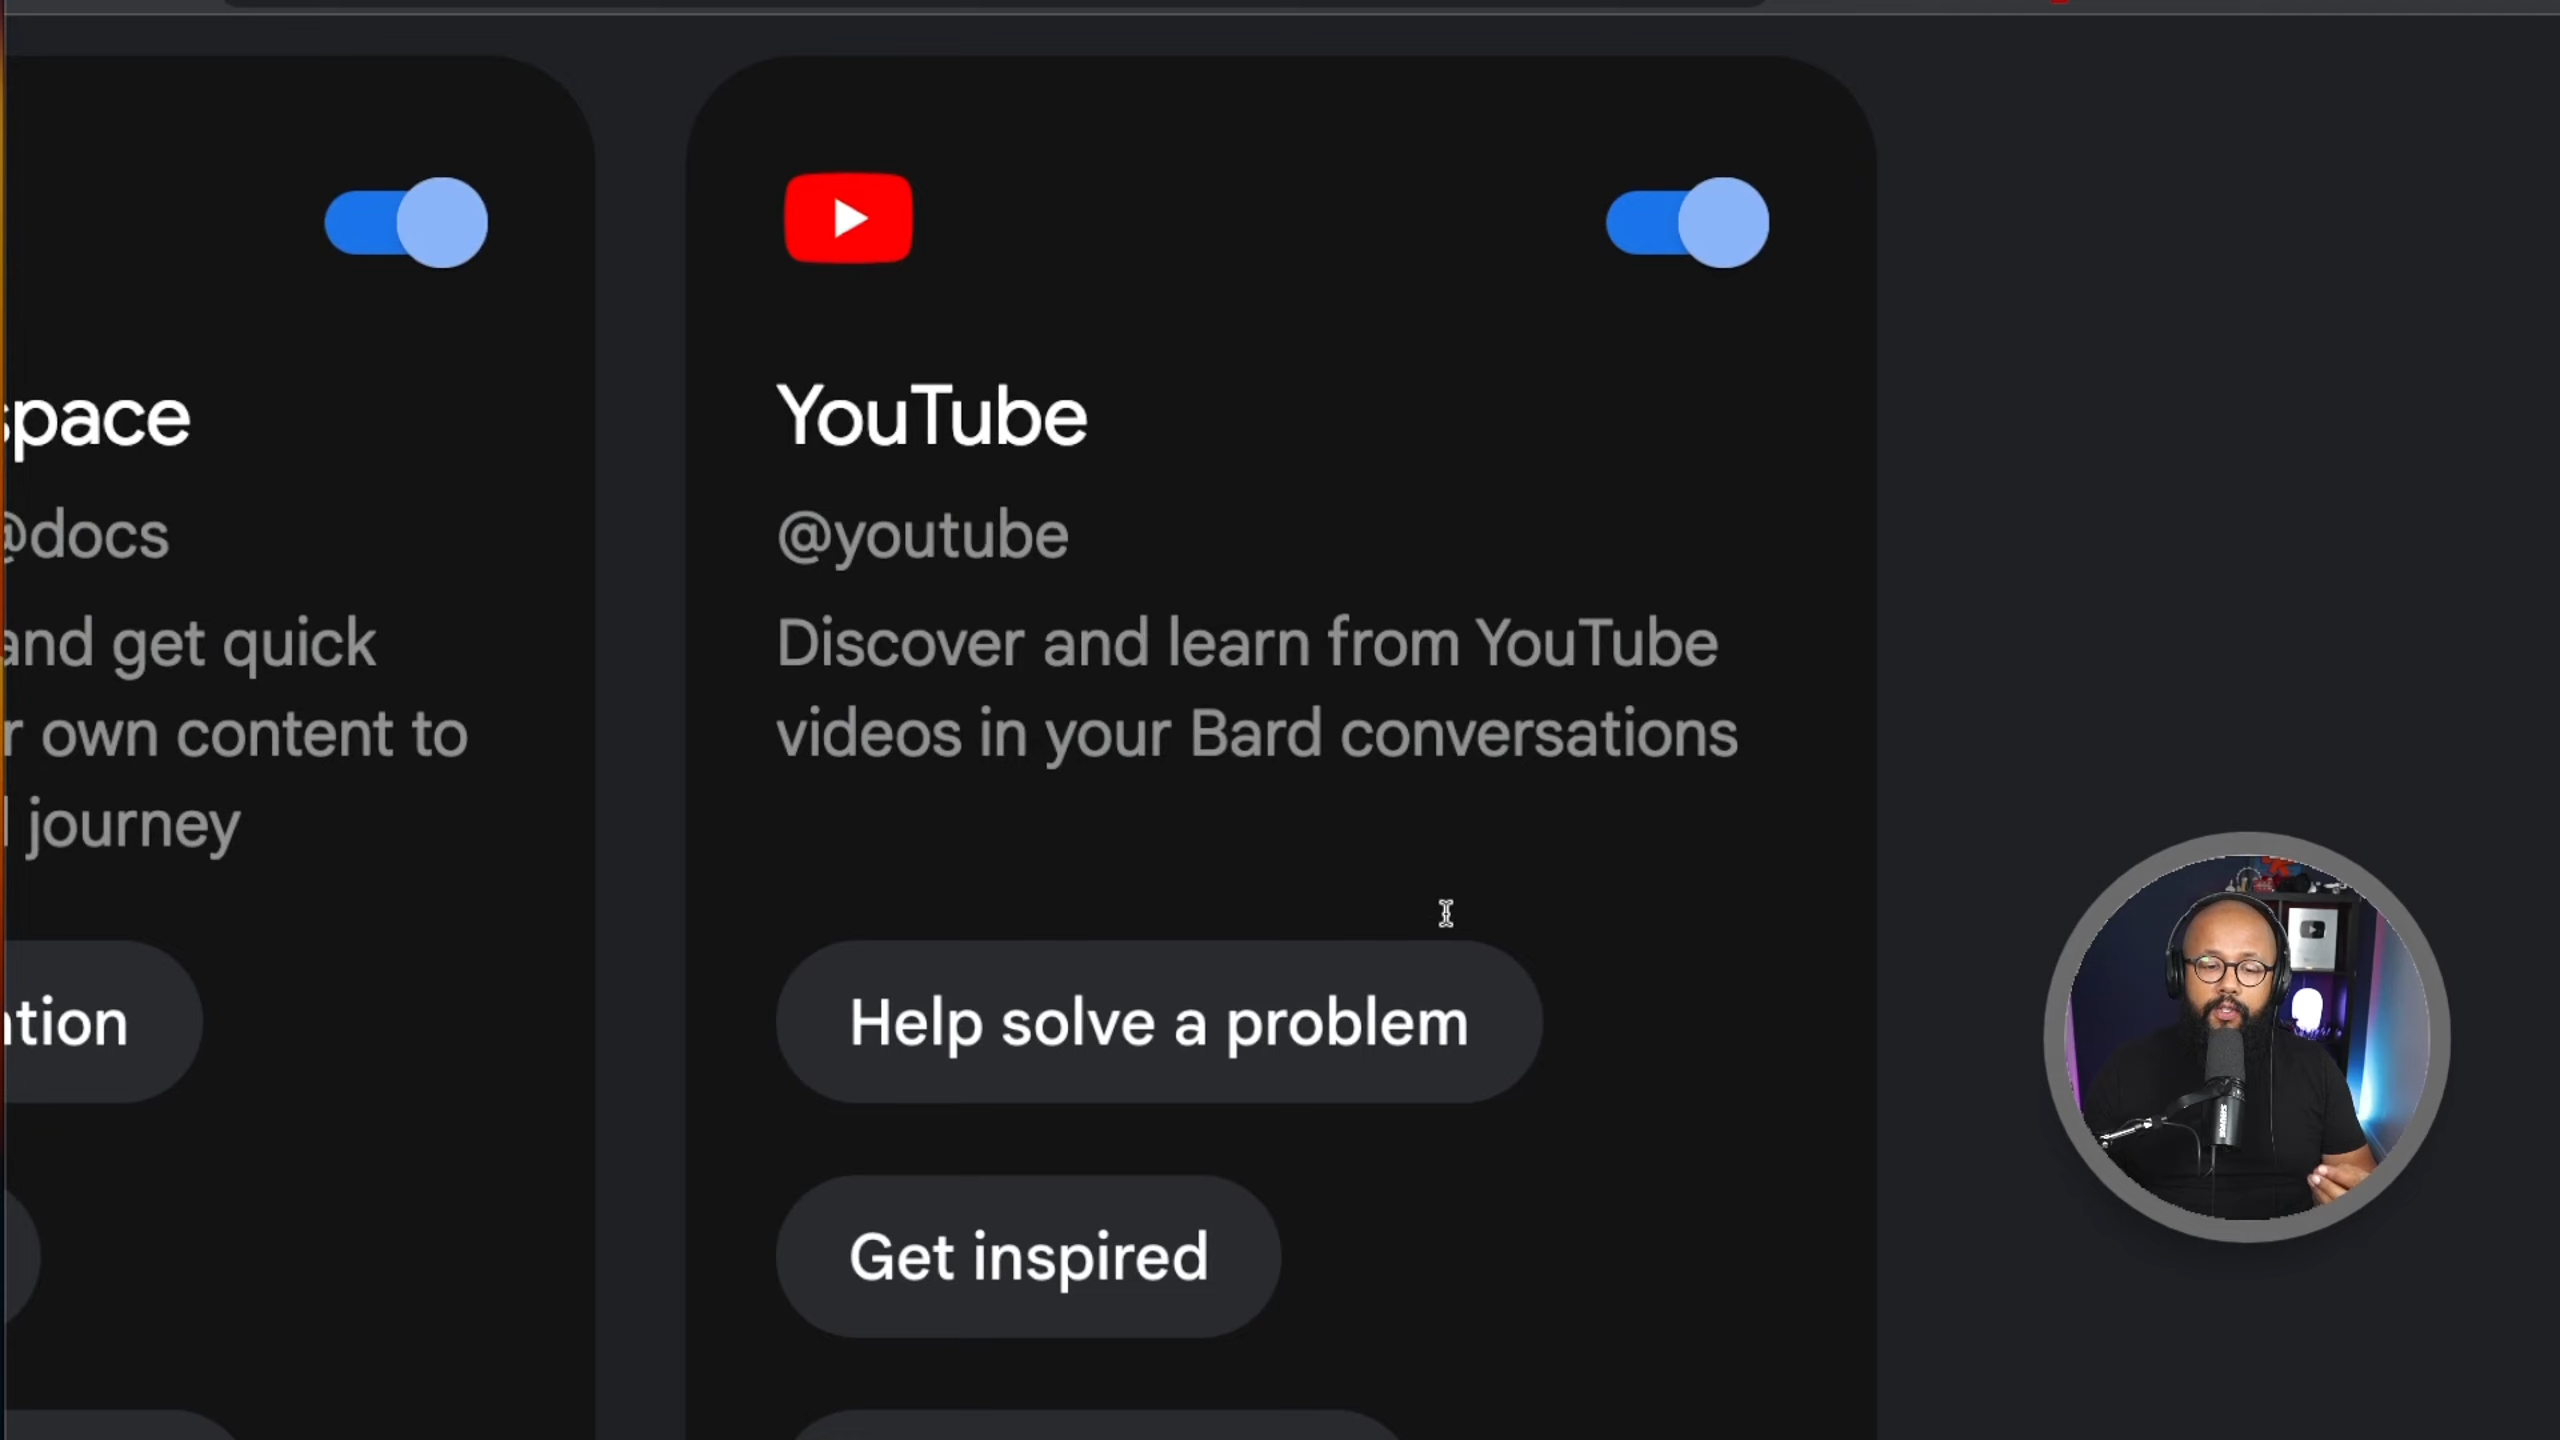 space
@docs
and get quick
own content to
journey
YouTube
@youtube
Discover and learn from YouTube
videos in your Bard conversations
Help solve a problem
Get inspired
SHURE